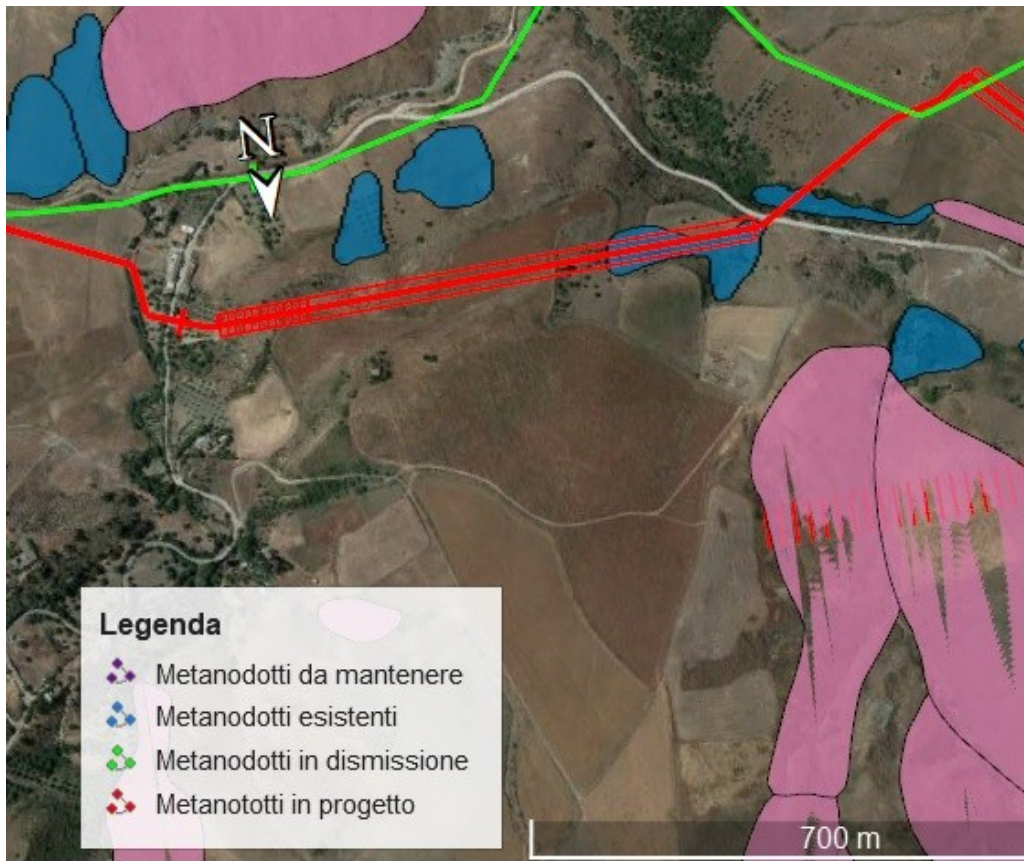 N
Legenda
Metanodotti da mantenere
Metanodotti esistenti
Metanodotti in dismissione
Metanototti in progetto
700 m